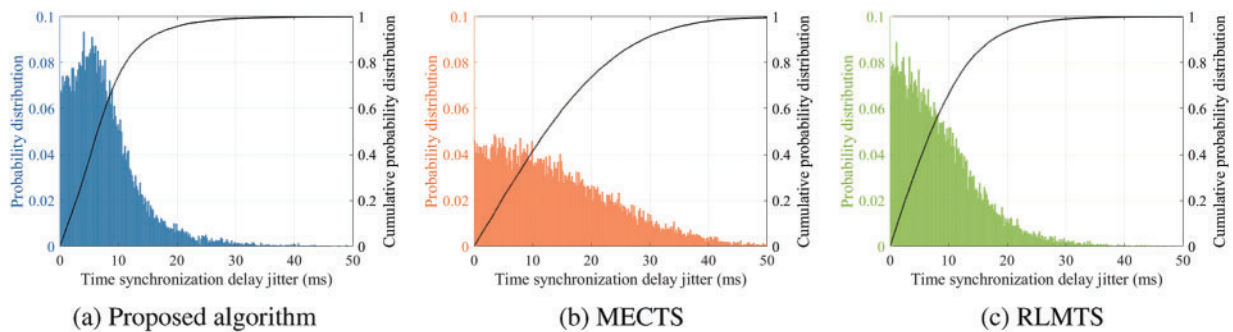 Probability distribution
0.1
0.08
0.06
0.04
0.02
0
1
0.8
0.6
0.4
0.2
0
Cumulative probability distribution
0 10 20 30 40 50
Time synchronization delay jitter (ms)
(a) Proposed algorithm
Probability distribution
0.1
0.08
0.06
0.04
0.02
0
1
0.8
0.6
0.4
0.2
0
Cumulative probability distribution
0 10 20 30 40 50
Time synchronization delay jitter (ms)
(b) MECTS
Probability distribution
0.1
0.08
0.06
0.04
0.02
0
1
0.8
0.6
0.4
0.2
0
Cumulative probability distribution
0 10 20 30 40 50
Time synchronization delay jitter (ms)
(c) RLMTS